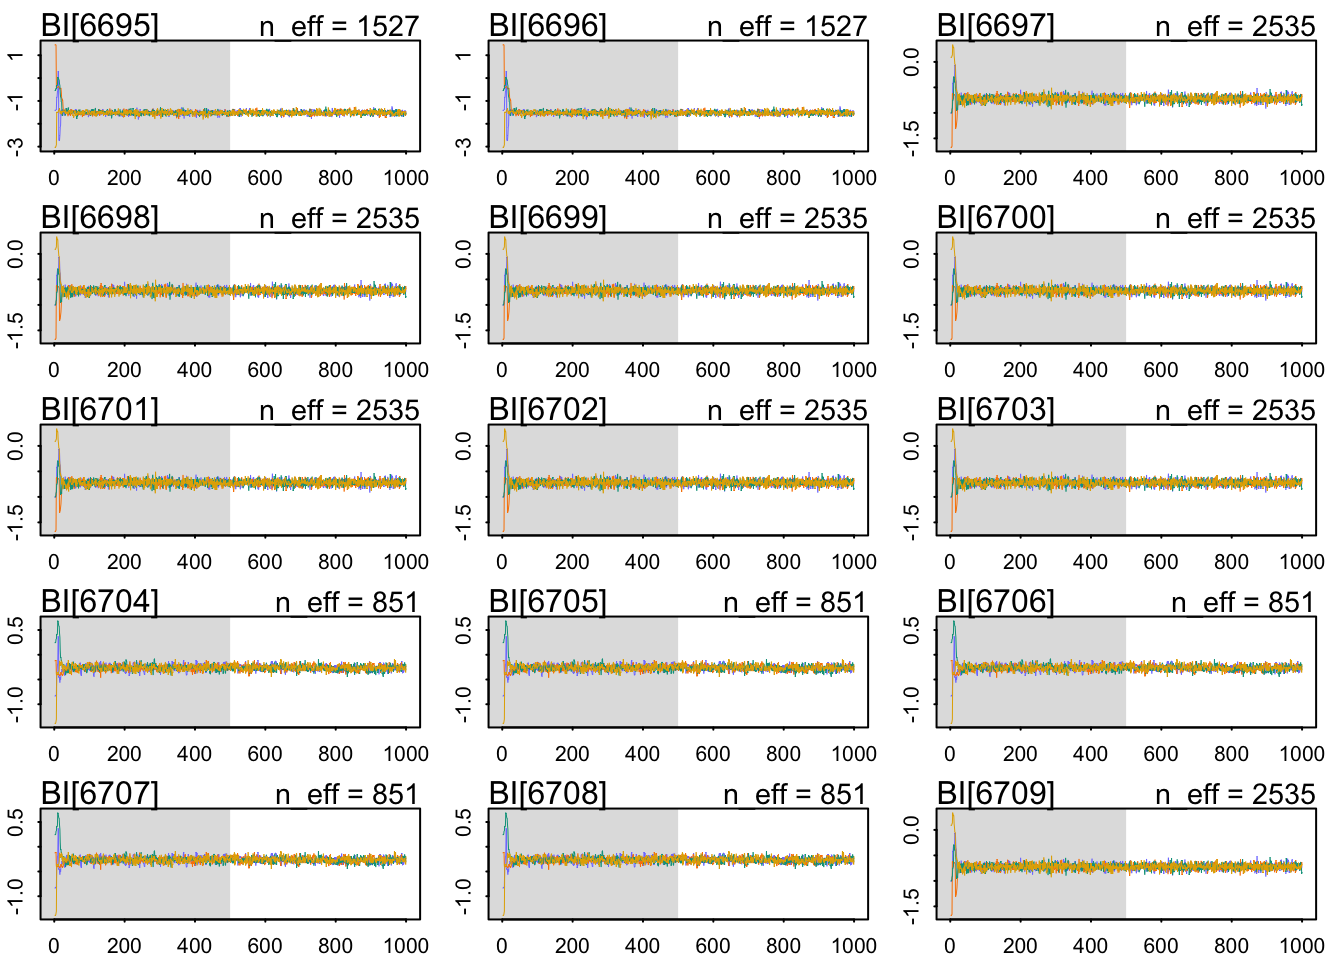 BI[6695] n_eff = 1527 BI[6696] n_eff = 1527 BI[6697] n_eff = 2535
1 -1 -3 1 -1 -3 0.0 -1.5
0 200 400 600 800 1000 0 200 400 600 800 1000 0 200 400 600 800 1000
BI[6698] n_eff = 2535 BI[6699] n_eff = 2535 BI[6700] n_eff = 2535
0.0 -1.5 0.0 -1.5 0.0 -1.5
0 200 400 600 800 1000 0 200 400 600 800 1000 0 200 400 600 800 1000
BI[6701] n_eff = 2535 BI[6702] n_eff = 2535 BI[6703] n_eff = 2535
0.0 -1.5 0.0 -1.5 0.0 -1.5
0 200 400 600 800 1000 0 200 400 600 800 1000 0 200 400 600 800 1000
BI[6704] n_eff = 851 BI[6705] n_eff = 851 BI[6706] n_eff = 851
0.5 -1.0 0.5 -1.0 0.5 -1.0
0 200 400 600 800 1000 0 200 400 600 800 1000 0 200 400 600 800 1000
BI[6707] n_eff = 851 BI[6708] n_eff = 851 BI[6709] n_eff = 2535
0.5 -1.0 0.5 -1.0 0.0 -1.5
0 200 400 600 800 1000 0 200 400 600 800 1000 0 200 400 600 800 1000